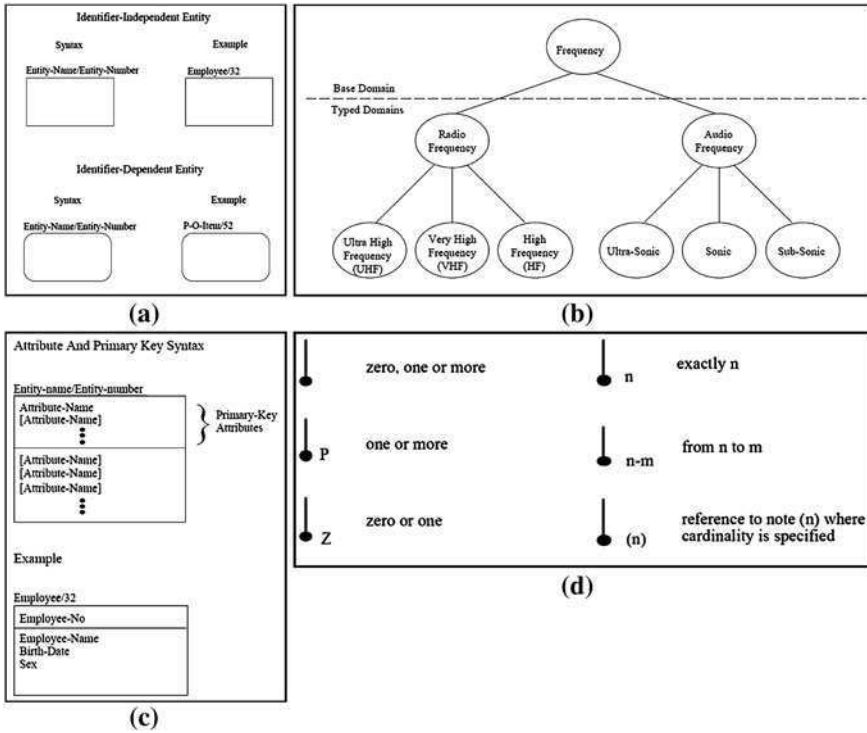 Identifier-Independent Entity
Syntax
Example
Entity-Name/Entity-Number
Employee/32
Identifier-Dependent Entity
Syntax
Example
Entity-Name/Entity-Number
P-O-Item/52
(a)
Frequency
Base Domain
Typed Domains
Radio
Frequency
Audio
Frequency
Ultra High
Frequency
(UHF)
Very High
Frequency
(VHF)
High
Frequency
(HF)
Ultra-Sonic
Sonic
Sub-Sonic
(b)
Attribute And Primary Key Syntax
Entity-name/Entity-number
Attribute-Name
[Attribute-Name]
Primary-Key
Attributes
[Attribute-Name]
[Attribute-Name]
[Attribute-Name]
Example
Employee/32
Employee-No
Employee-Name
Birth-Date
Sex
(c)
zero, one or more
n
exactly n
P
one or more
n-m
from n to m
Z
zero or one
(n)
reference to note (n) where
cardinality is specified
(d)